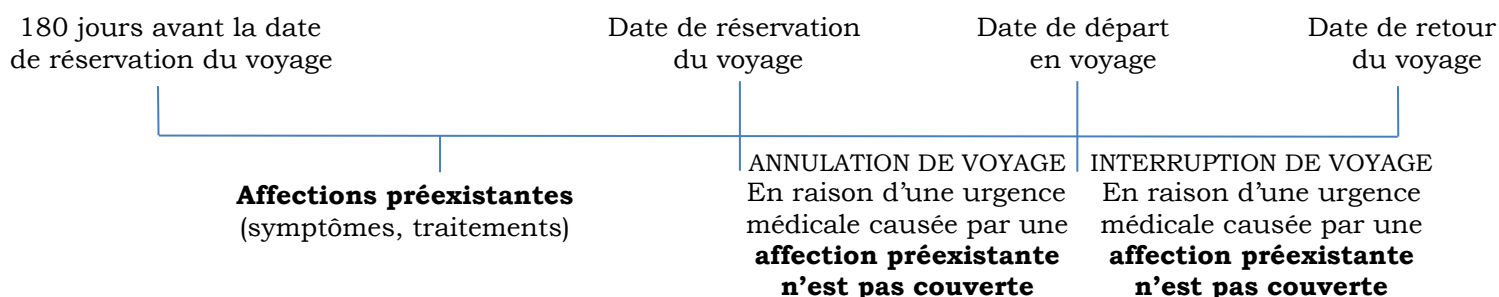 180 jours avant la date
de réservation du voyage
Date de réservation
du voyage
Date de départ
en voyage
Date de retour
du voyage
Affections préexistantes
(symptômes, traitements)
ANNULATION DE VOYAGE
En raison d’une urgence
médicale causée par une
affection préexistante
n’est pas couverte
INTERRUPTION DE VOYAGE
En raison d’une urgence
médicale causée par une
affection préexistante
n’est pas couverte